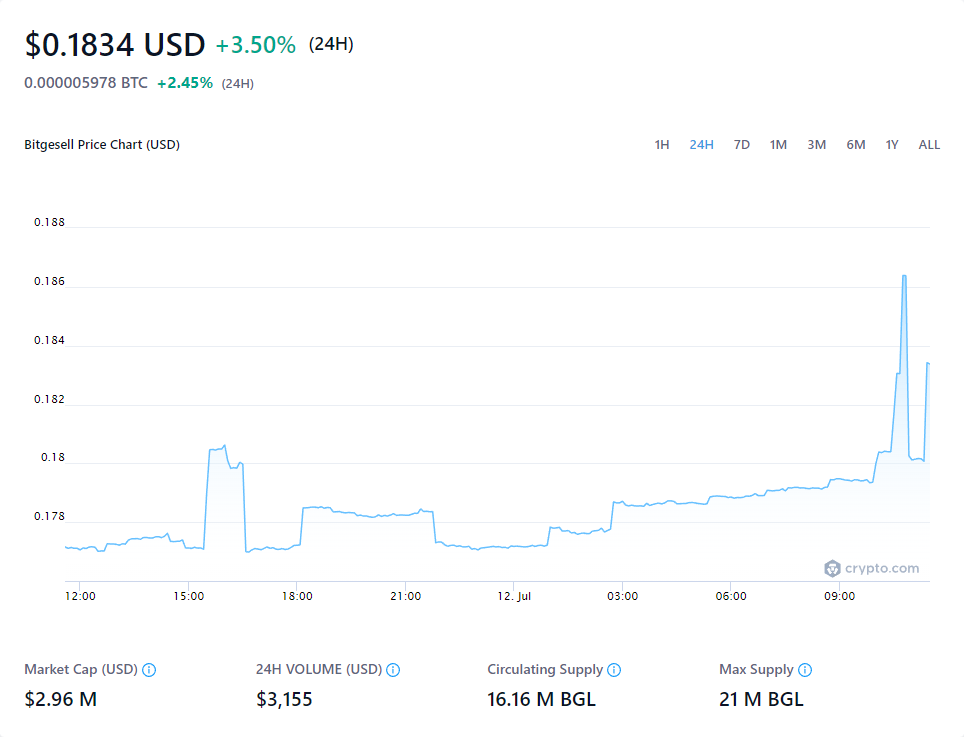 $0.1834 USD +3.50% (24H)
0.000005978 BTC +2.45% (24H)
Bitgesell Price Chart (USD) 1H 24H 7D 1M 3M 6M 1Y ALL
0.188
0.186
0.184
0.182
0.18
0.178
crypto.com
12:00 15:00 18:00 21:00 12. Jul 03:00 06:00 09:00
Market Cap (USD) 24H VOLUME (USD) Circulating Supply Max Supply
$2.96 M $3,155 16.16 M BGL 21 M BGL